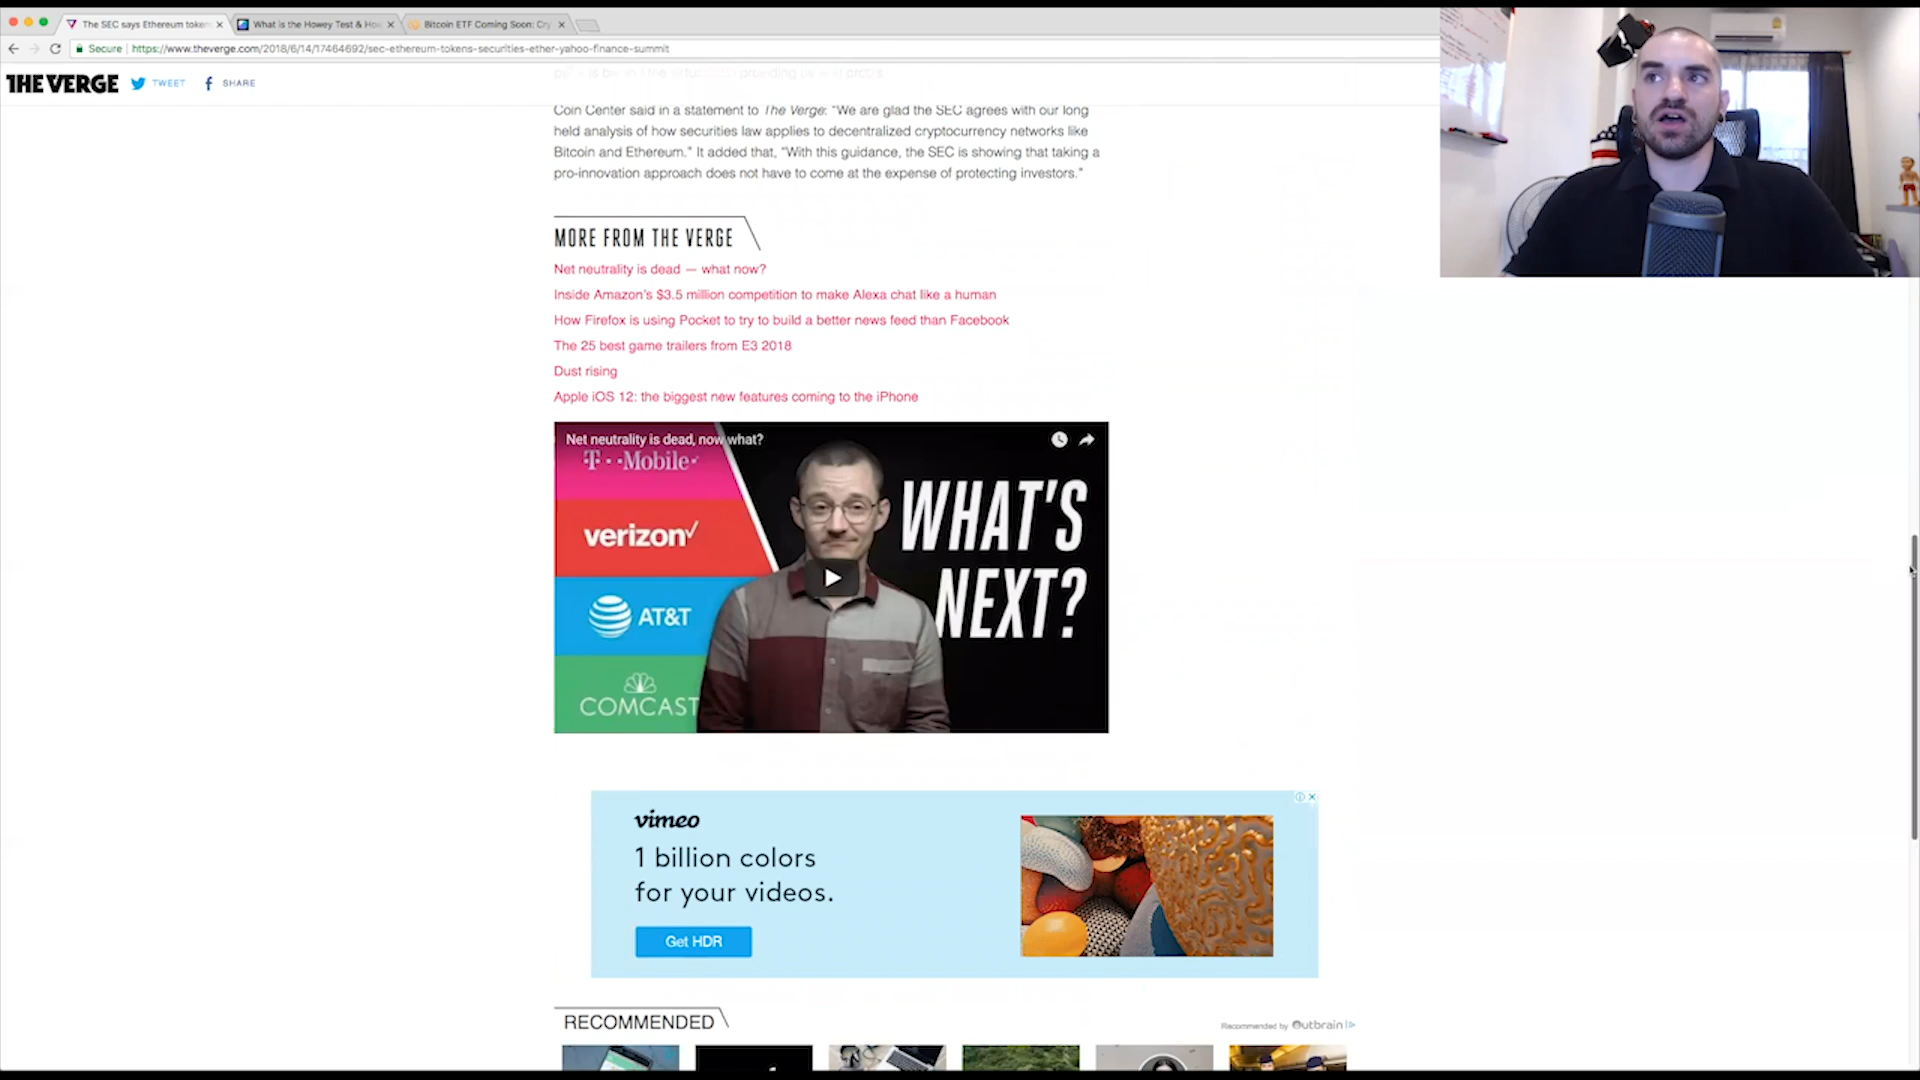 The SEC says Ethereum token
What is the Howey Test & How
Bitcoin ETF Coming Soon: Cry
Secure
https://www.theverge.com/2018/6/14/17464692/sec-ethereum-tokens-securities-ether-yahoo-finance-summit
THE VERGE
TWEET
SHARE
Coin Center said in a statement to The Verge: "We are glad the SEC agrees with our long
held analysis of how securities law applies to decentralized cryptocurrency networks like
Bitcoin and Ethereum." It added that, "With this guidance, the SEC is showing that taking a
pro-innovation approach does not have to come at the expense of protecting investors."
MORE FROM THE VERGE
Net neutrality is dead — what now?
Inside Amazon's $3.5 million competition to make Alexa chat like a human
How Firefox is using Pocket to try to build a better news feed than Facebook
The 25 best game trailers from E3 2018
Dust rising
Apple iOS 12: the biggest new features coming to the iPhone
Net neutrality is dead, now what?
T-Mobile
verizon
AT&T
COMCAST
WHAT'S
NEXT?
vimeo
1 billion colors
for your videos.
Get HDR
RECOMMENDED
Recommended by Outbrain